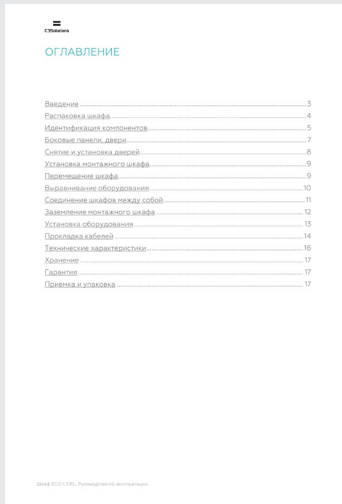 C3Solutions
ОГЛАВЛЕНИЕ
Введение 3
Распаковка шкафа 4
Идентификация компонентов 5
Боковые панели, двери 7
Снятие и установка дверей 8
Установка монтажного шкафа 9
Перемещение шкафа 9
Выравнивание оборудования 10
Соединение шкафов между собой 11
Заземление монтажного шкафа 12
Установка оборудования 13
Прокладка кабелей 14
Технические характеристики 16
Хранение 17
Гарантия 17
Приемка и упаковка 17
Руководство по эксплуатации